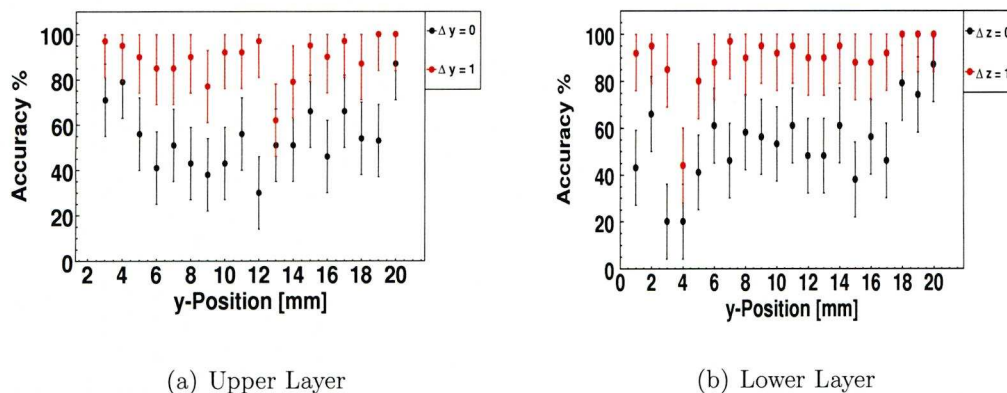 Accuracy %
100
80
60
40
20
0
2 4 6 8 10 12 14 16 18 20
y-Position [mm]
Δ y = 0
Δ y = 1
(a) Upper Layer
Accuracy %
100
80
60
40
20
0
0 2 4 6 8 10 12 14 16 18 20
y-Position [mm]
Δ z = 0
Δ z = 1
(b) Lower Layer